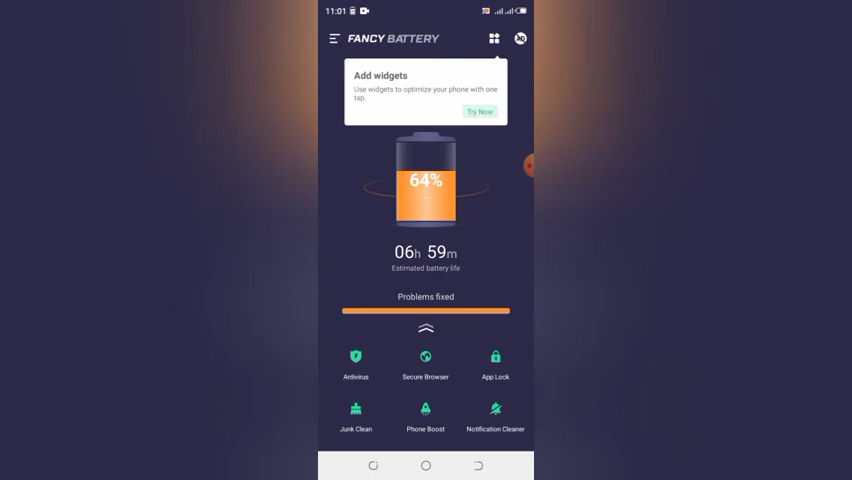 11:01
FANCY BATTERY
Add widgets
Use widgets to optimize your phone with one
tap.
Try Now
64%
06h 59m
Estimated battery life
Problems fixed
Antivirus Secure Browser App Lock
Junk Clean Phone Boost Notification Cleaner